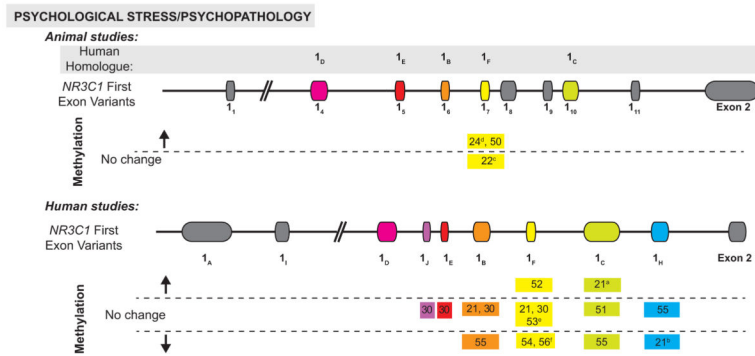 PSYCHOLOGICAL STRESS/PSYCHOPATHOLOGY
Animal studies:
Human Homologue: 1D 1E 1B 1F 1C
NR3C1 First Exon Variants
11 14 15 16 17 18 19 110 111 Exon 2
Methylation
24d, 50
No change 22c
Human studies:
NR3C1 First Exon Variants
1A 1I 1D 1J 1E 1B 1F 1C 1H Exon 2
Methylation
52 21a
No change 30 30 21, 30 21, 30 51 55
53e
55 54, 56f 55 21b